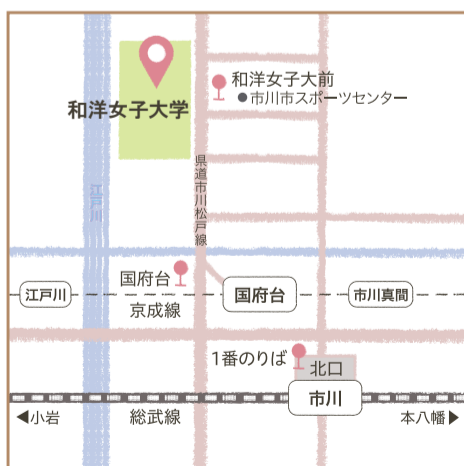 和洋女子大前
●市川市スポーツセンター
和洋女子大学
県道市川松戸線
江戸川
国府台
江戸川
国府台
市川真間
京成線
1番のりば
北口
市川
◀小岩
総武線
本八幡▶